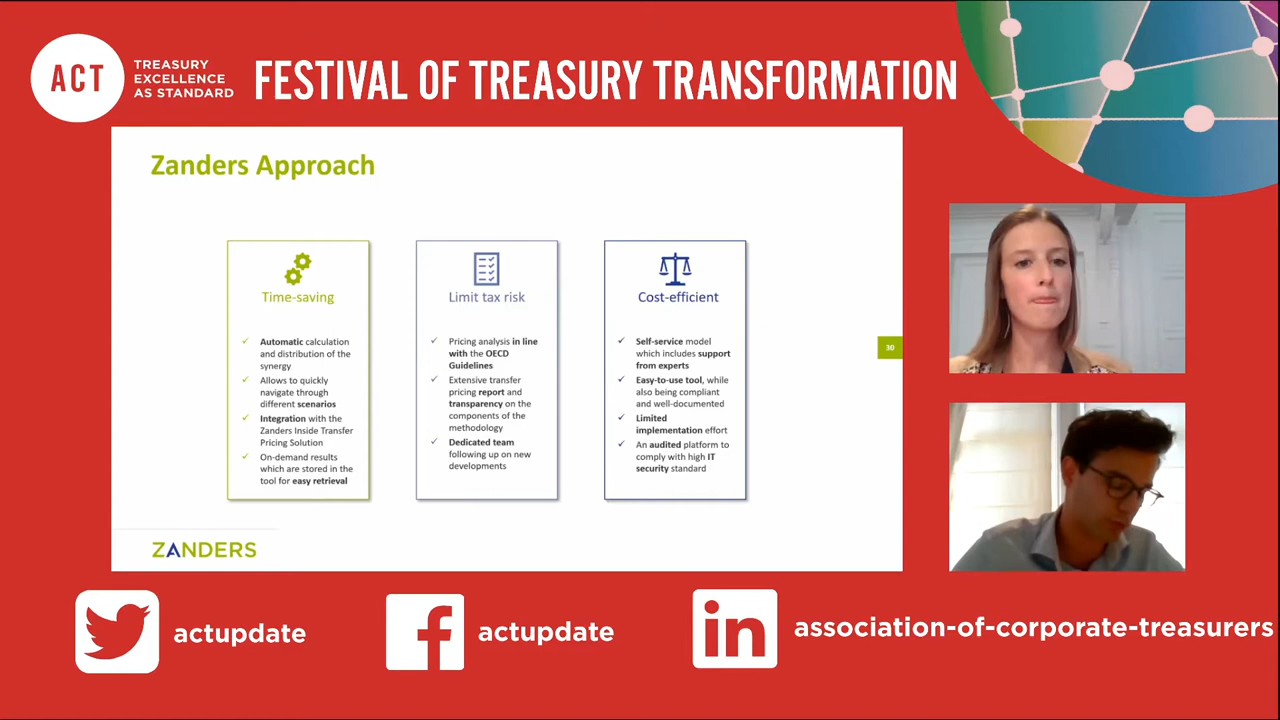 ACT
TREASURY
EXCELLENCE
AS STANDARD
FESTIVAL OF TREASURY TRANSFORMATION
Zanders Approach
Time-saving
Automatic calculation
and distribution of the
synergy
Allows to quickly
navigate through
different scenarios
Integration with the
Zanders Inside Transfer
Pricing Solution
On-demand results
which are stored in the
tool for easy retrieval
Limit tax risk
Pricing analysis in line
with the OECD
Guidelines
Extensive transfer
pricing report and
transparency on the
components of the
methodology
Dedicated team
following up on new
developments
Cost-efficient
Self-service model
which includes support
from experts
Easy-to-use tool, while
also being compliant
and well-documented
Limited
implementation effort
An audited platform to
comply with high IT
security standard
30
ZANDERS
actupdate
f
actupdate
in
association-of-corporate-treasurers